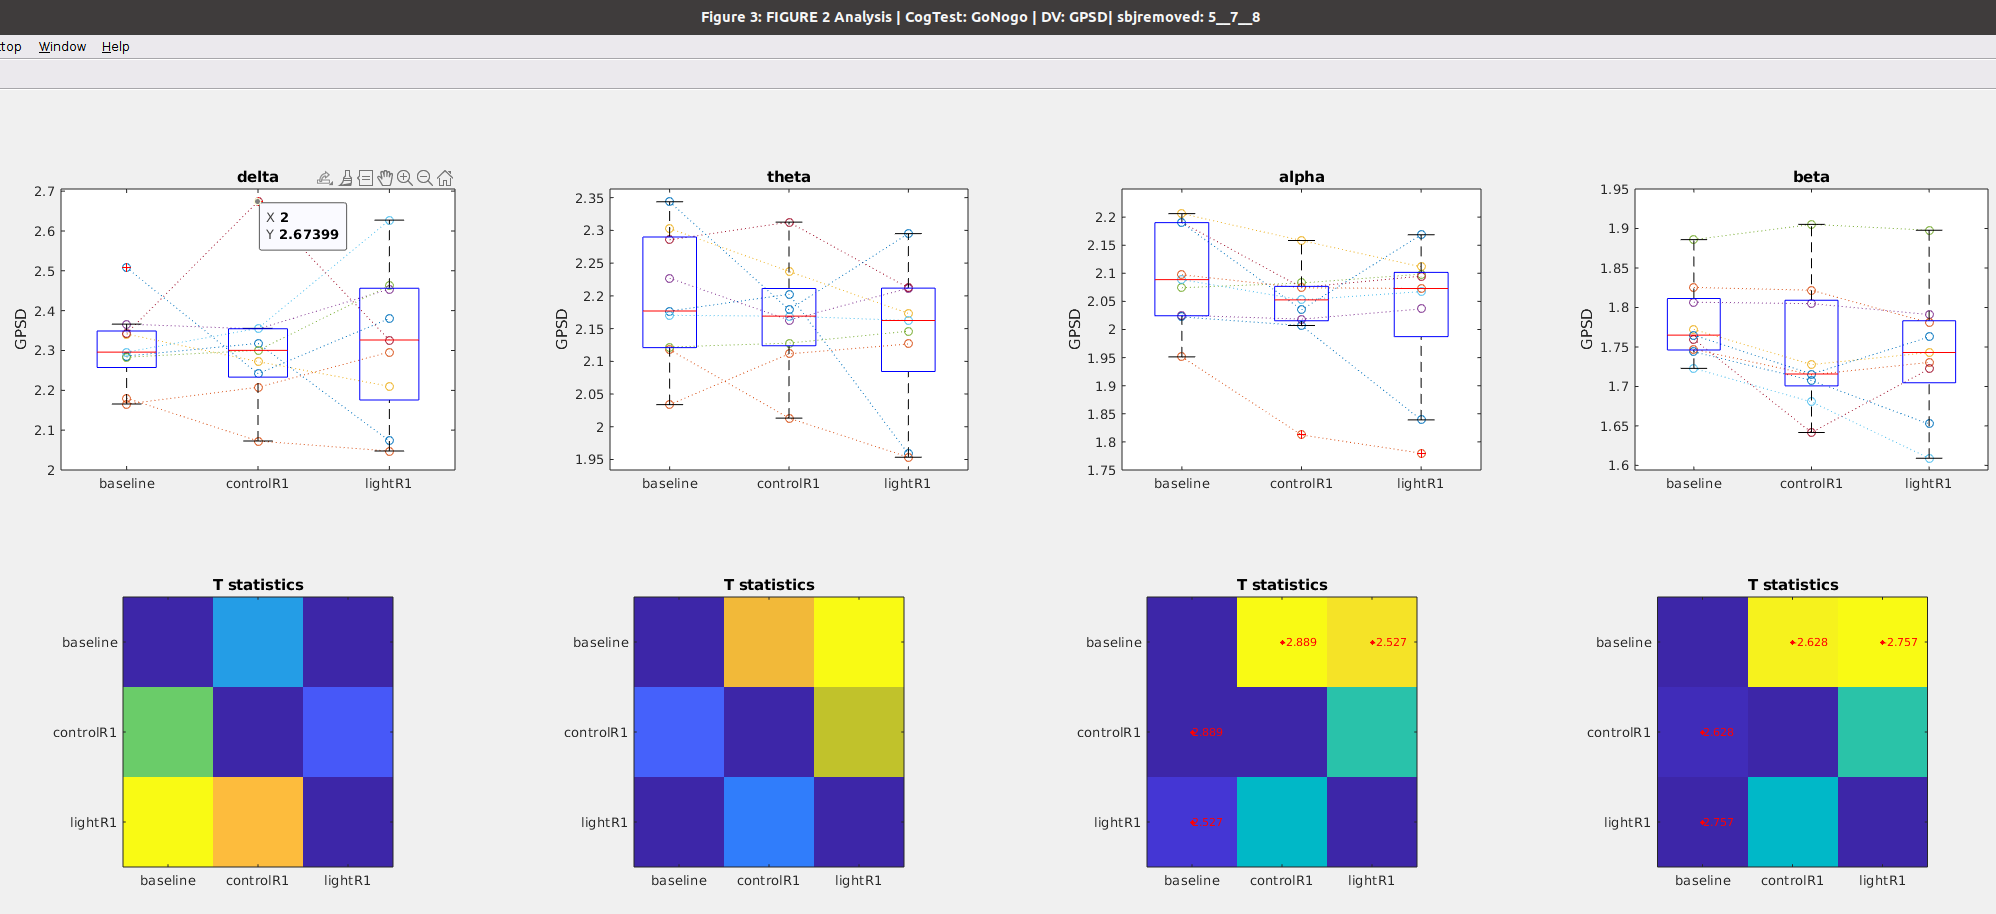 Figure 3: FIGURE 2 Analysis | CogTest: GoNogo | DV: GPSD| sbjremoved: 5__7__8
top Window Help
delta
GPSD
2.7
2.6
2.5
2.4
2.3
2.2
2.1
2
X 2
Y 2.67399
baseline controlR1 lightR1
theta
GPSD
2.35
2.3
2.25
2.2
2.15
2.1
2.05
2
1.95
baseline controlR1 lightR1
alpha
GPSD
2.2
2.15
2.1
2.05
2
1.95
1.9
1.85
1.8
1.75
baseline controlR1 lightR1
beta
GPSD
1.95
1.9
1.85
1.8
1.75
1.7
1.65
1.6
baseline controlR1 lightR1
T statistics
baseline
controlR1
lightR1
baseline controlR1 lightR1
T statistics
baseline
controlR1
lightR1
baseline controlR1 lightR1
T statistics
baseline
2.889 2.527
controlR1
lightR1
baseline controlR1 lightR1
T statistics
baseline
2.628 2.757
controlR1
lightR1
baseline controlR1 lightR1